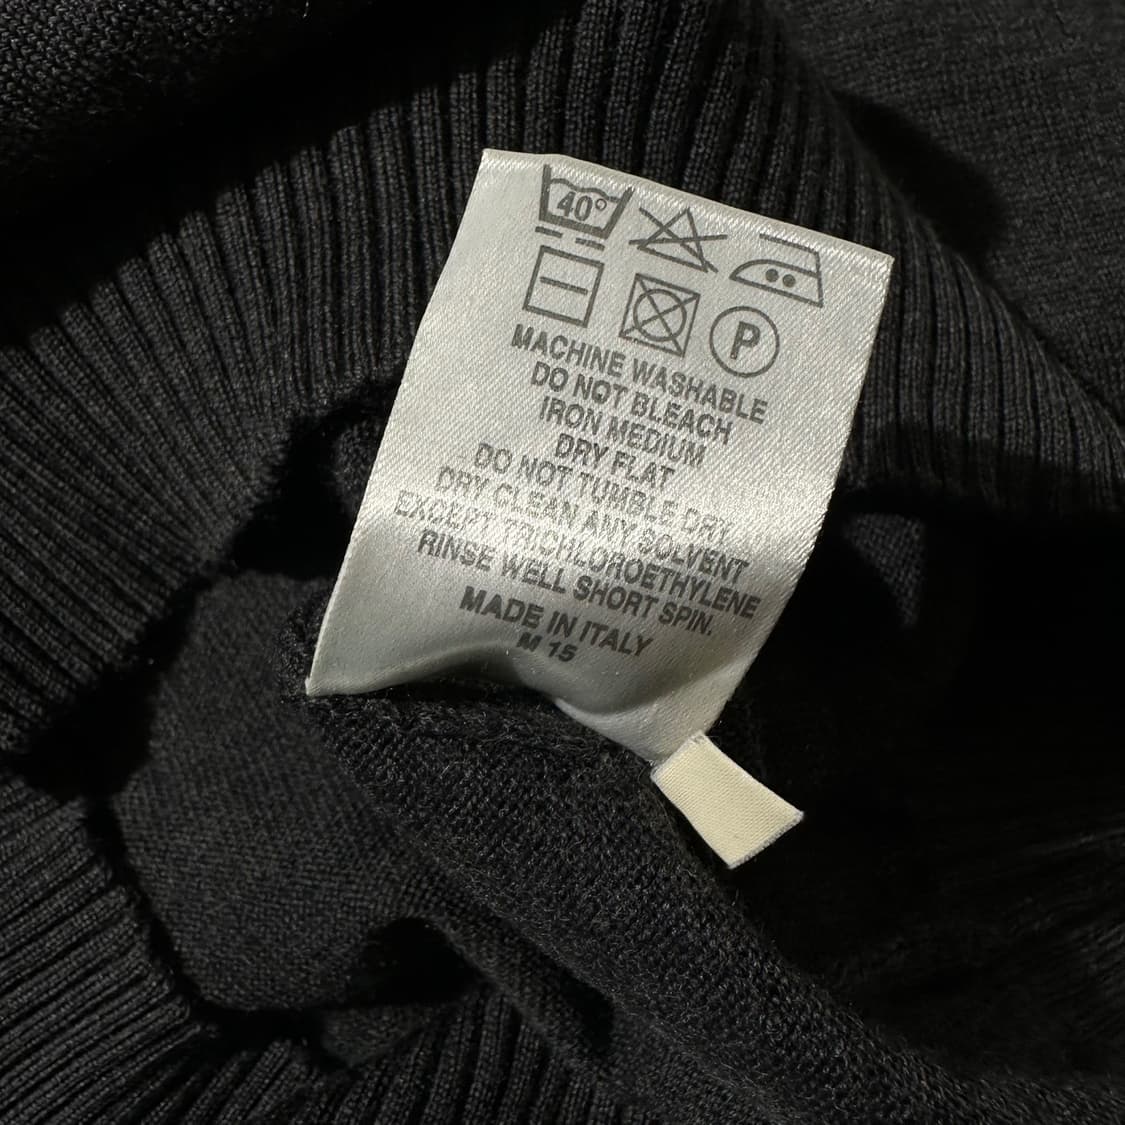 40°
P
MACHINE WASHABLE
DO NOT BLEACH
IRON MEDIUM
DRY FLAT
DO NOT TUMBLE DRY
DRY CLEAN ANY SOLVENT
EXCEPT TRICHLOROETHYLENE
RINSE WELL SHORT SPIN.
MADE IN ITALY
M 15